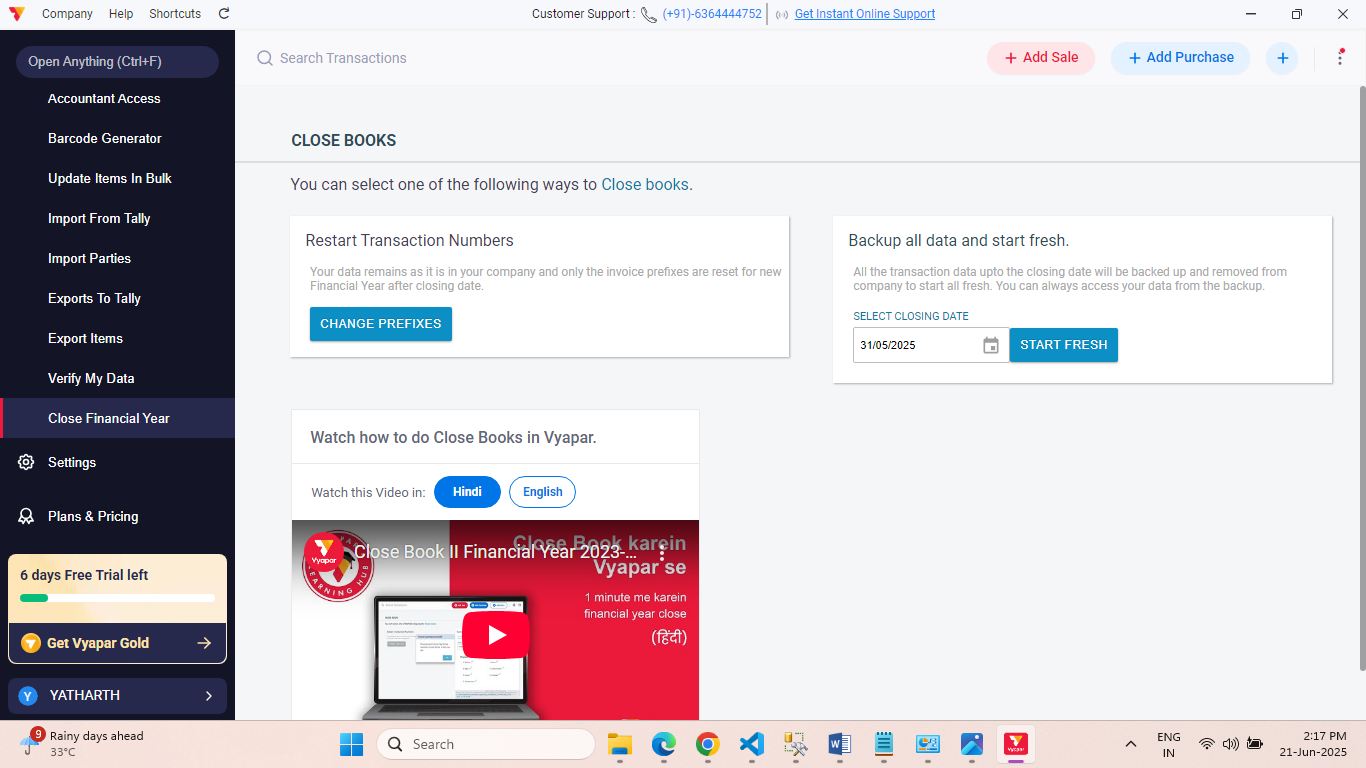 Company Help Shortcuts
Customer Support : (+91)-6364444752 Get Instant Online Support
Open Anything (Ctrl+F)
Accountant Access
Barcode Generator
Update Items In Bulk
Import From Tally
Import Parties
Exports To Tally
Export Items
Verify My Data
Close Financial Year
Settings
Plans & Pricing
6 days Free Trial left
Get Vyapar Gold
Y YATHARTH
Search Transactions
+ Add Sale
+ Add Purchase
+
CLOSE BOOKS
You can select one of the following ways to Close books.
Restart Transaction Numbers
Your data remains as it is in your company and only the invoice prefixes are reset for new
Financial Year after closing date.
CHANGE PREFIXES
Backup all data and start fresh.
All the transaction data upto the closing date will be backed up and removed from
company to start all fresh. You can always access your data from the backup.
SELECT CLOSING DATE
31/05/2025
START FRESH
Watch how to do Close Books in Vyapar.
Watch this Video in: Hindi English
Close Book II Financial Year 2023-...
Vyapar
LEARNING HUB
Close Book karein
Vyapar se
1 minute me karein
financial year close
(हिंदी)
9
Rainy days ahead
33°C
Search
ENG
IN
2:17 PM
21-Jun-2025